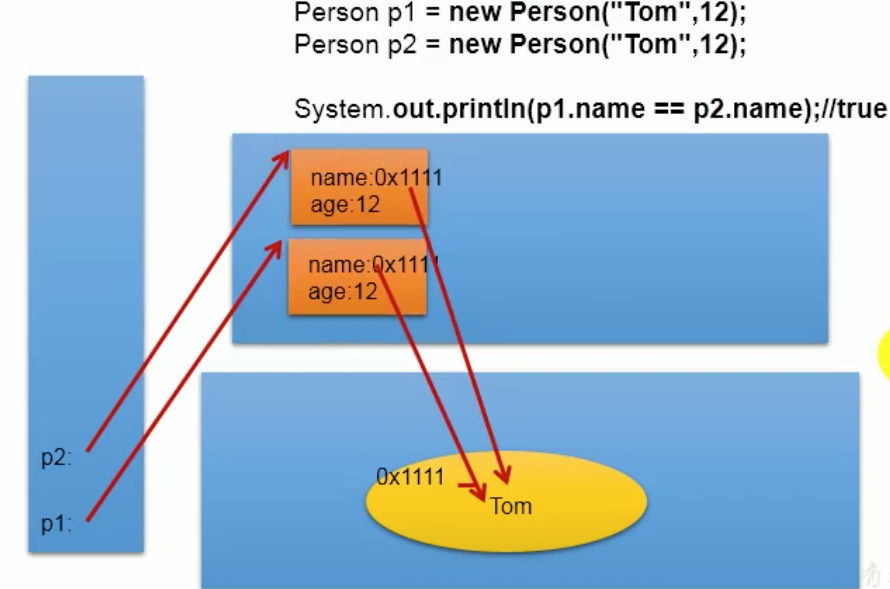 Person p1 = new Person("Tom",12);
Person p2 = new Person("Tom",12);
System.out.println(p1.name == p2.name);//true
name:0x1111
age:12
name:0x1111
age:12
p2:
p1:
0x1111
Tom